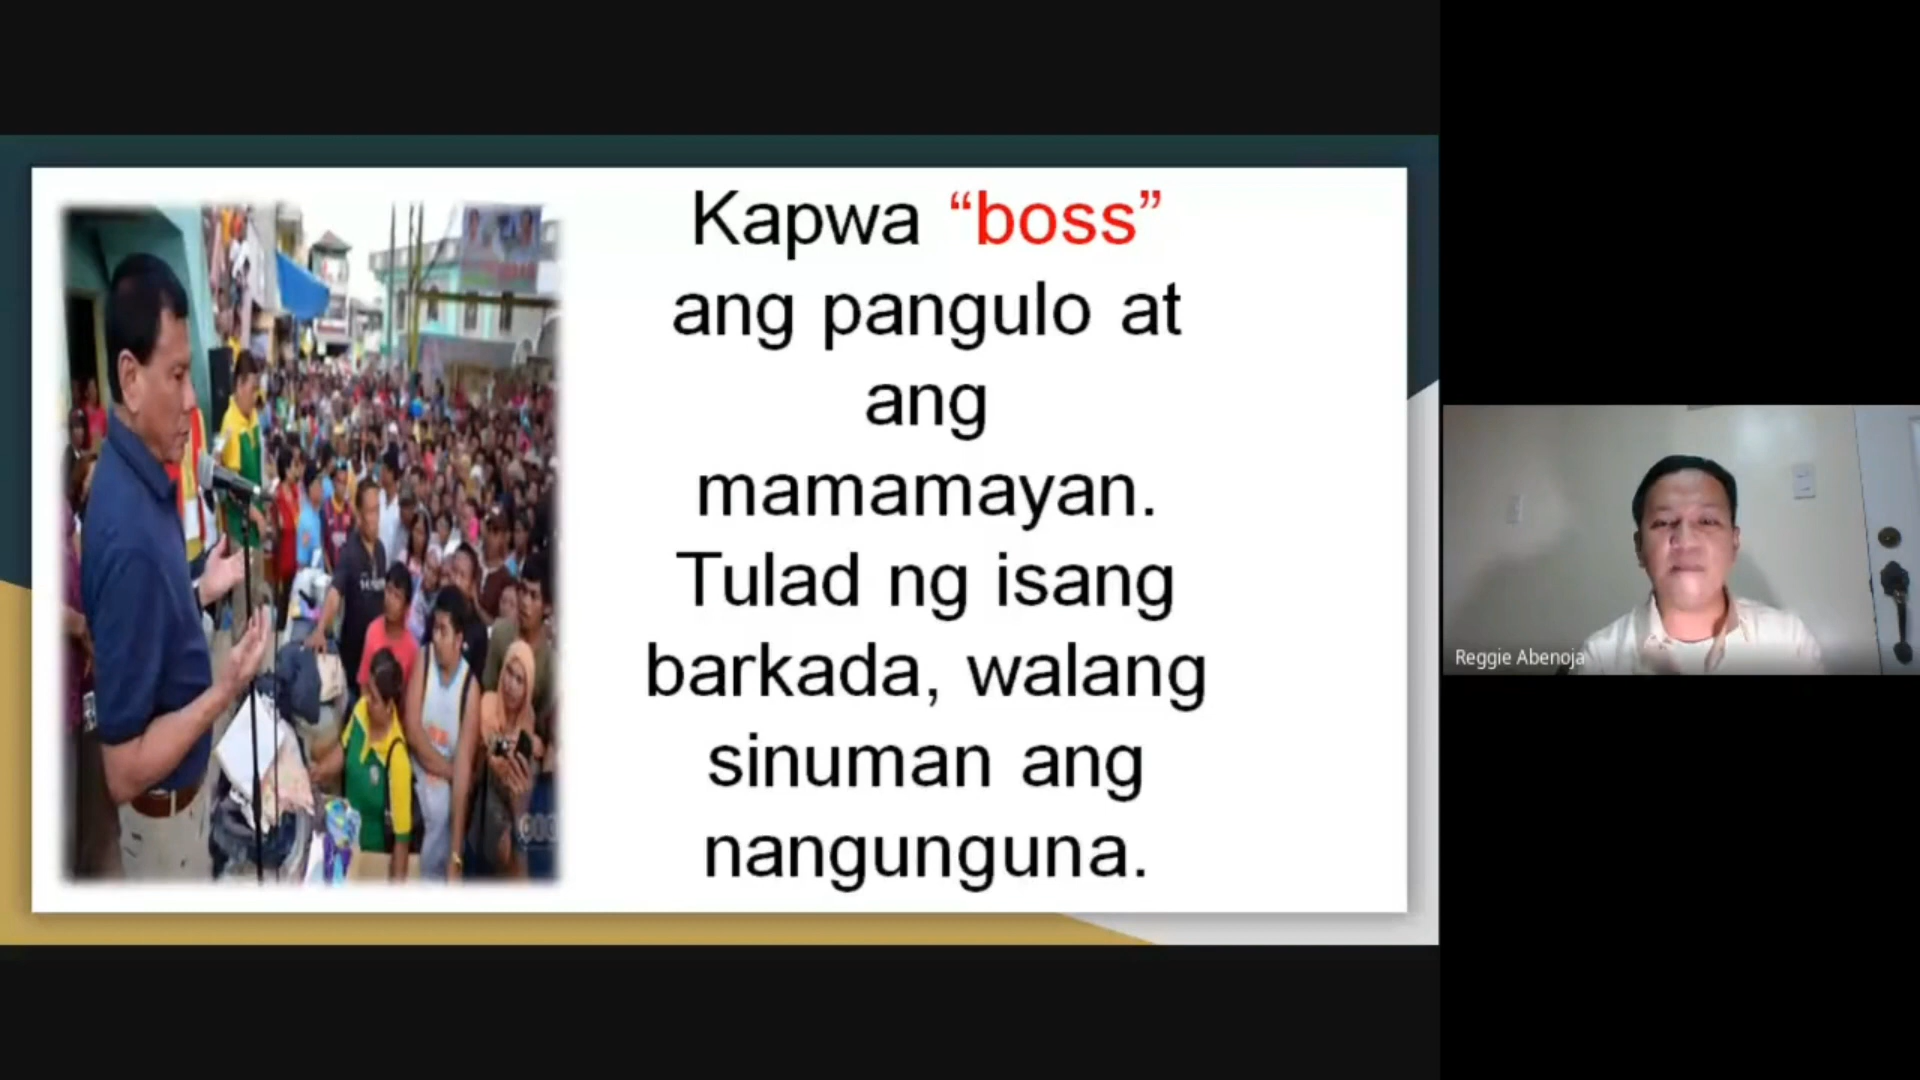 Kapwa “boss”
ang pangulo at
ang
mamamayan.
Tulad ng isang
barkada, walang
sinuman ang
nangunguna.
Reggie Abenoja